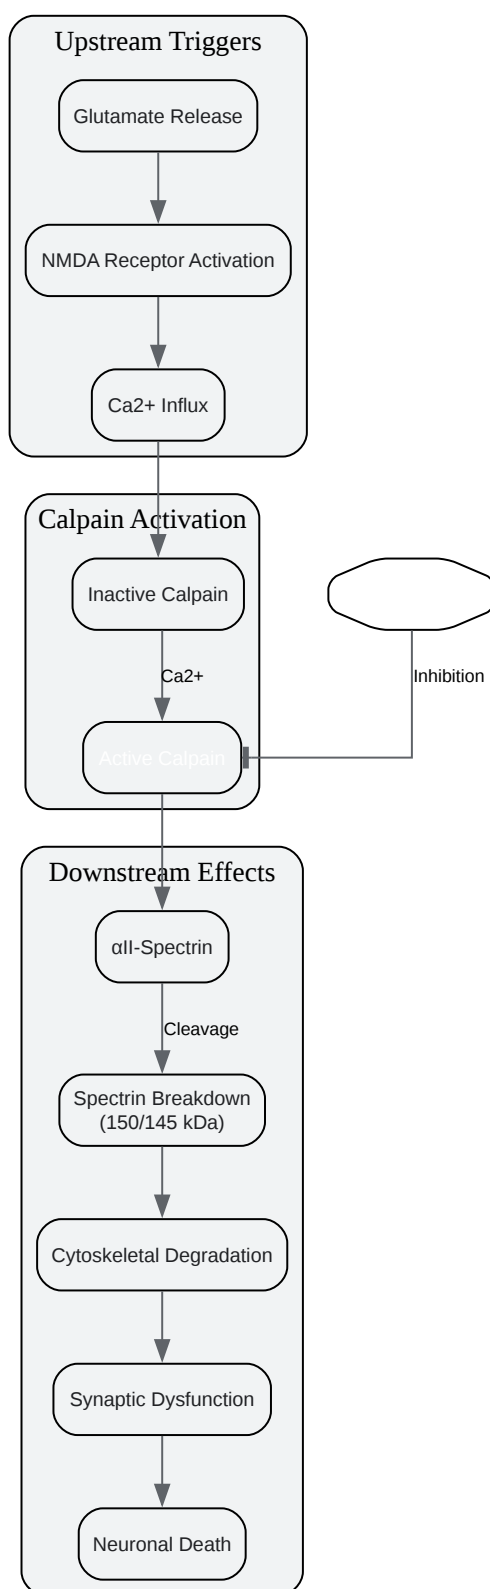 Upstream Triggers
Glutamate Release
NMDA Receptor Activation
Ca2+ Influx
Calpain Activation
Inactive Calpain
Ca2+
Inhibition
Active Calpain
Downstream Effects
αII-Spectrin
Cleavage
Spectrin Breakdown
(150/145 kDa)
Cytoskeletal Degradation
Synaptic Dysfunction
Neuronal Death